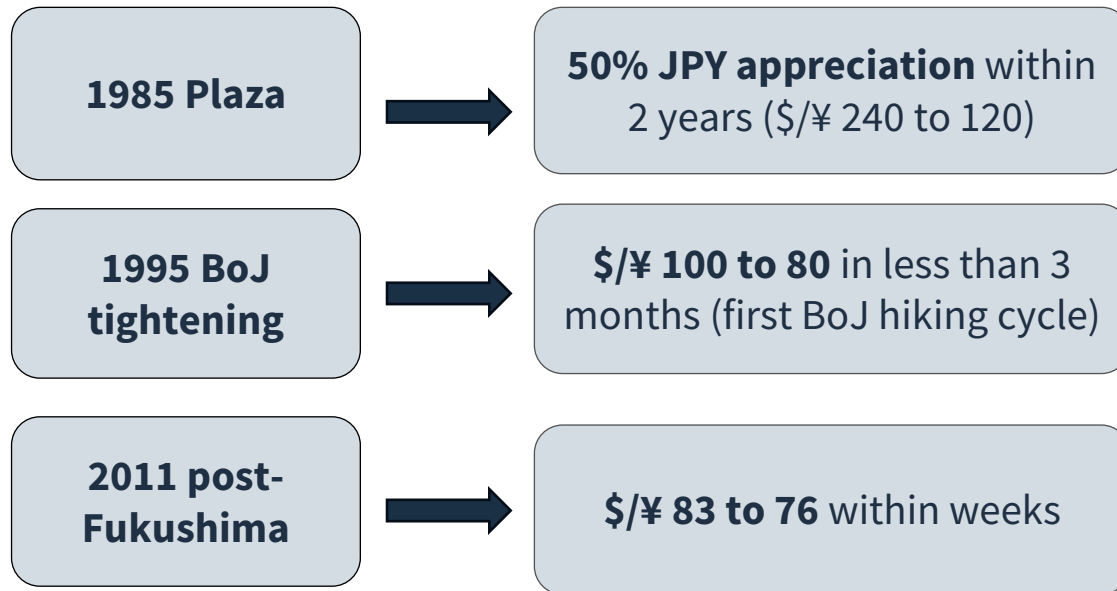 1985 Plaza
50% JPY appreciation within
2 years ($/¥ 240 to 120)
1995 BoJ
tightening
$/¥ 100 to 80 in less than 3
months (first BoJ hiking cycle)
2011 post-
Fukushima
$/¥ 83 to 76 within weeks